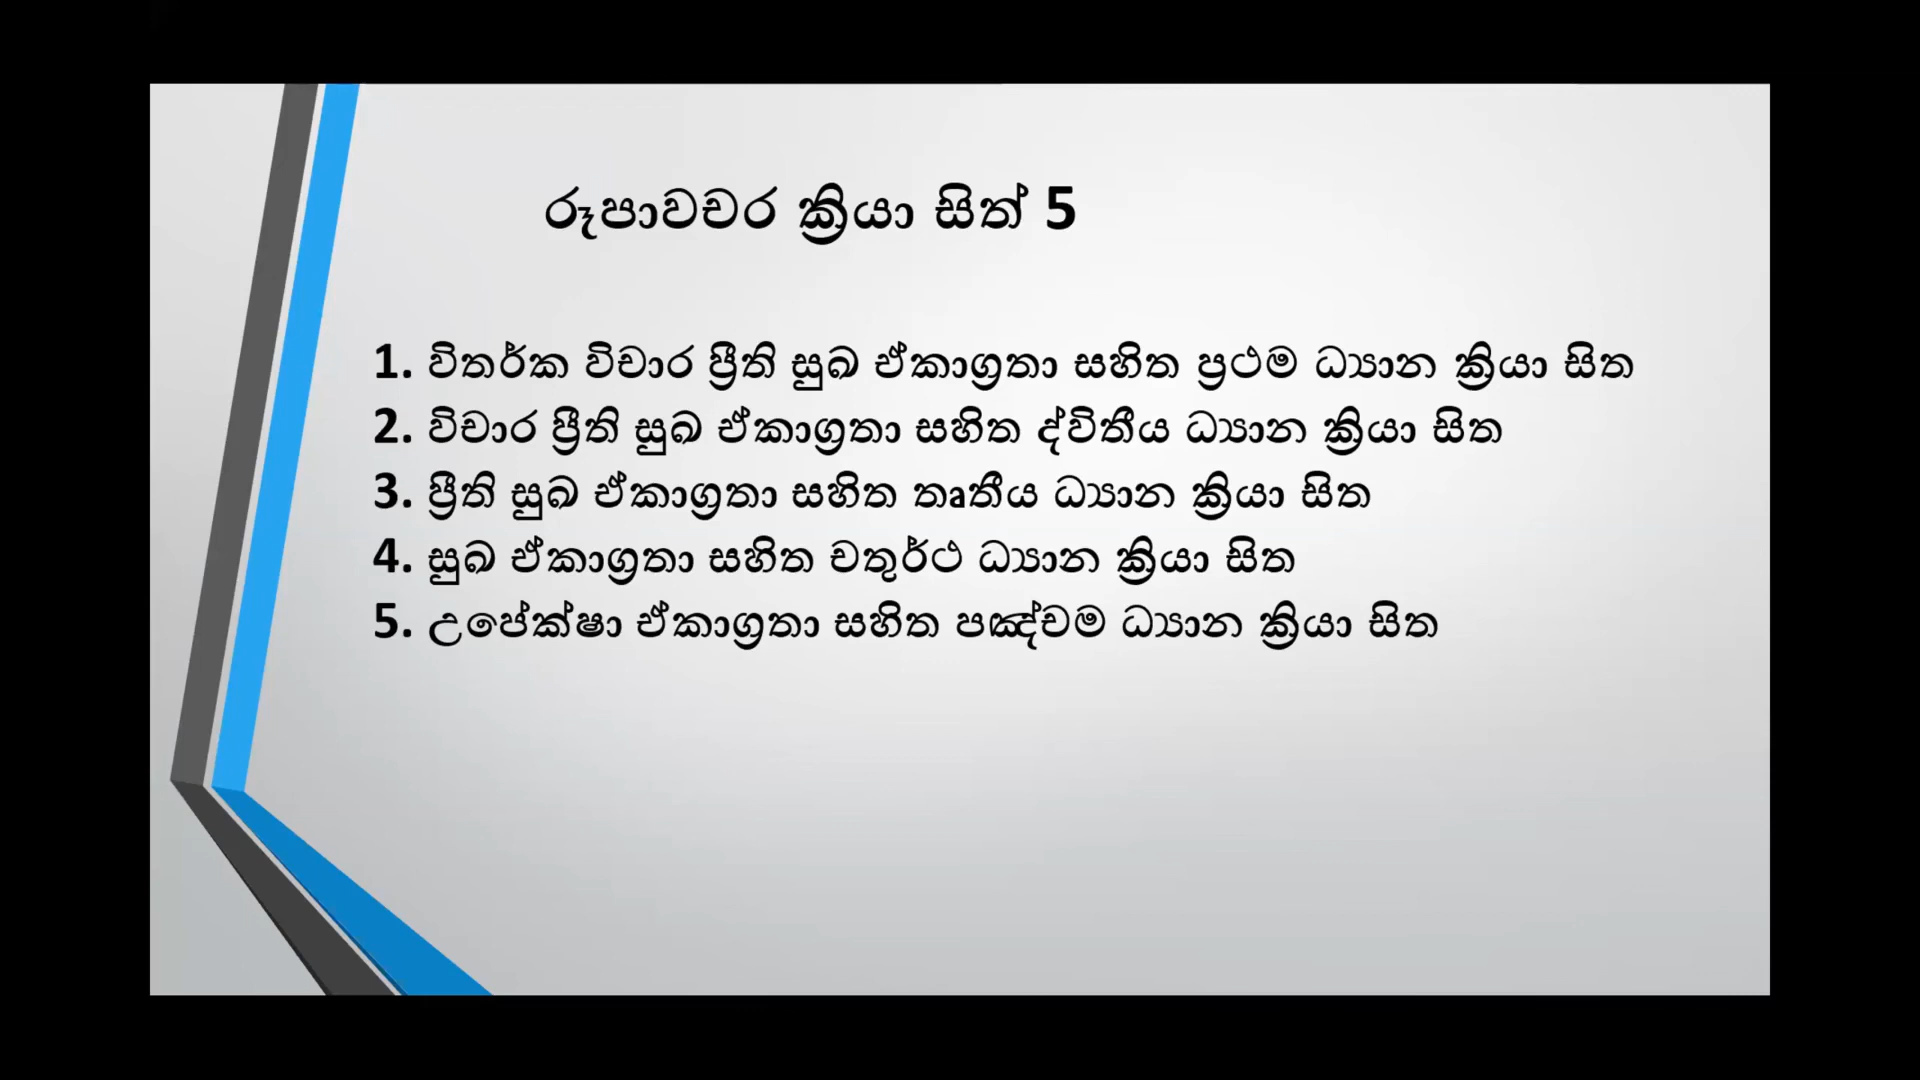 රූපාවචර ක්‍රියා සිත් 5
1. විතර්ක විචාර ප්‍රීති සුඛ ඒකාග්‍රතා සහිත ප්‍රථම ධ්‍යාන ක්‍රියා සිත
2. විචාර ප්‍රීති සුඛ ඒකාග්‍රතා සහිත ද්විතීය ධ්‍යාන ක්‍රියා සිත
3. ප්‍රීති සුඛ ඒකාග්‍රතා සහිත තෘතීය ධ්‍යාන ක්‍රියා සිත
4. සුඛ ඒකාග්‍රතා සහිත චතුර්ථ ධ්‍යාන ක්‍රියා සිත
5. උපේක්ෂා ඒකාග්‍රතා සහිත පඤ්චම ධ්‍යාන ක්‍රියා සිත